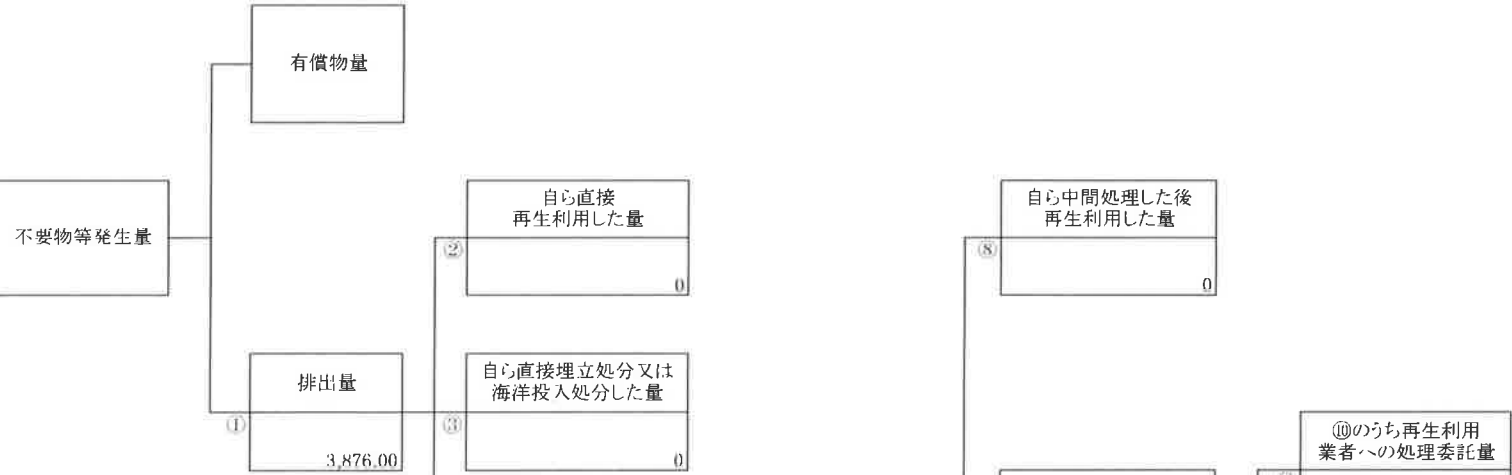 有償物量
不要物等発生量
自ら直接
再生利用した量
②
0
自ら中間処理した後
再生利用した量
⑧
0
排出量
①
3,876.00
自ら直接埋立処分又は
海洋投入処分した量
③
0
⑩のうち再生利用
業者への処理委託量